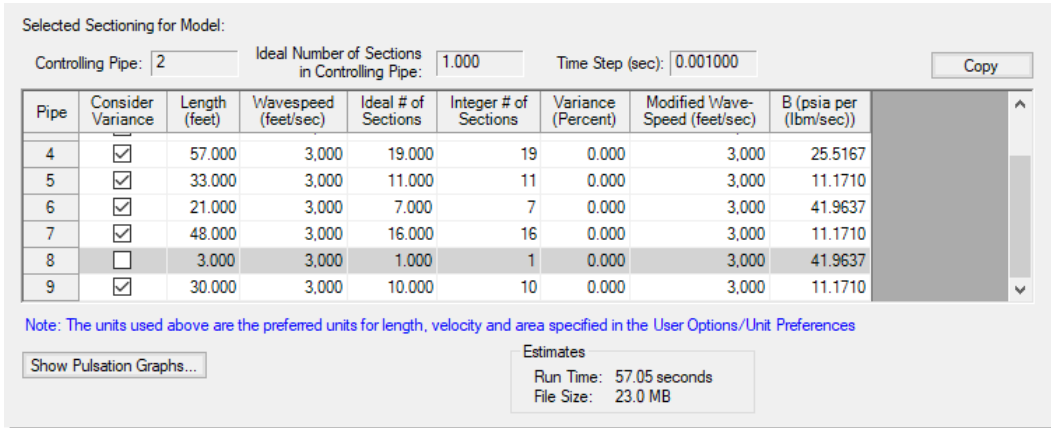 Selected Sectioning for Model:
Controlling Pipe: 2 Ideal Number of Sections in Controlling Pipe: 1.000 Time Step (sec): 0.001000 Copy
Pipe Consider Variance Length (feet) Wavespeed (feet/sec) Ideal # of Sections Integer # of Sections Variance (Percent) Modified Wave-Speed (feet/sec) B (psia per (lbm/sec))
4 57.000 3,000 19.000 19 0.000 3,000 25.5167
5 33.000 3,000 11.000 11 0.000 3,000 11.1710
6 21.000 3,000 7.000 7 0.000 3,000 41.9637
7 48.000 3,000 16.000 16 0.000 3,000 11.1710
8 3.000 3,000 1.000 1 0.000 3,000 41.9637
9 30.000 3,000 10.000 10 0.000 3,000 11.1710
Note: The units used above are the preferred units for length, velocity and area specified in the User Options/Unit Preferences
Show Pulsation Graphs...
Estimates
Run Time: 57.05 seconds
File Size: 23.0 MB